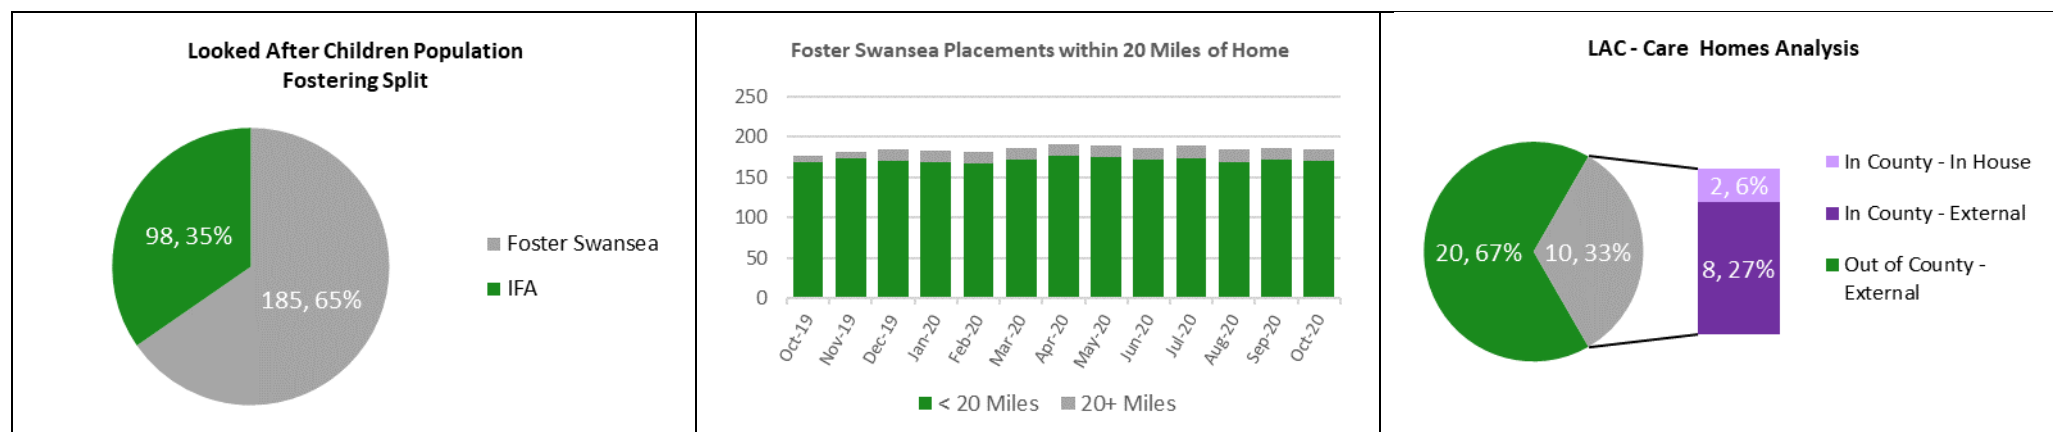 Looked After Children Population
Fostering Split
98, 35%
185, 65%
Foster Swansea
IFA
Foster Swansea Placements within 20 Miles of Home
250
200
150
100
50
0
Oct-19
Nov-19
Dec-19
Jan-20
Feb-20
Mar-20
Apr-20
May-20
Jun-20
Jul-20
Aug-20
Sep-20
Oct-20
< 20 Miles
20+ Miles
LAC - Care Homes Analysis
20, 67%
10, 33%
2, 6%
8, 27%
In County - In House
In County - External
Out of County -
External